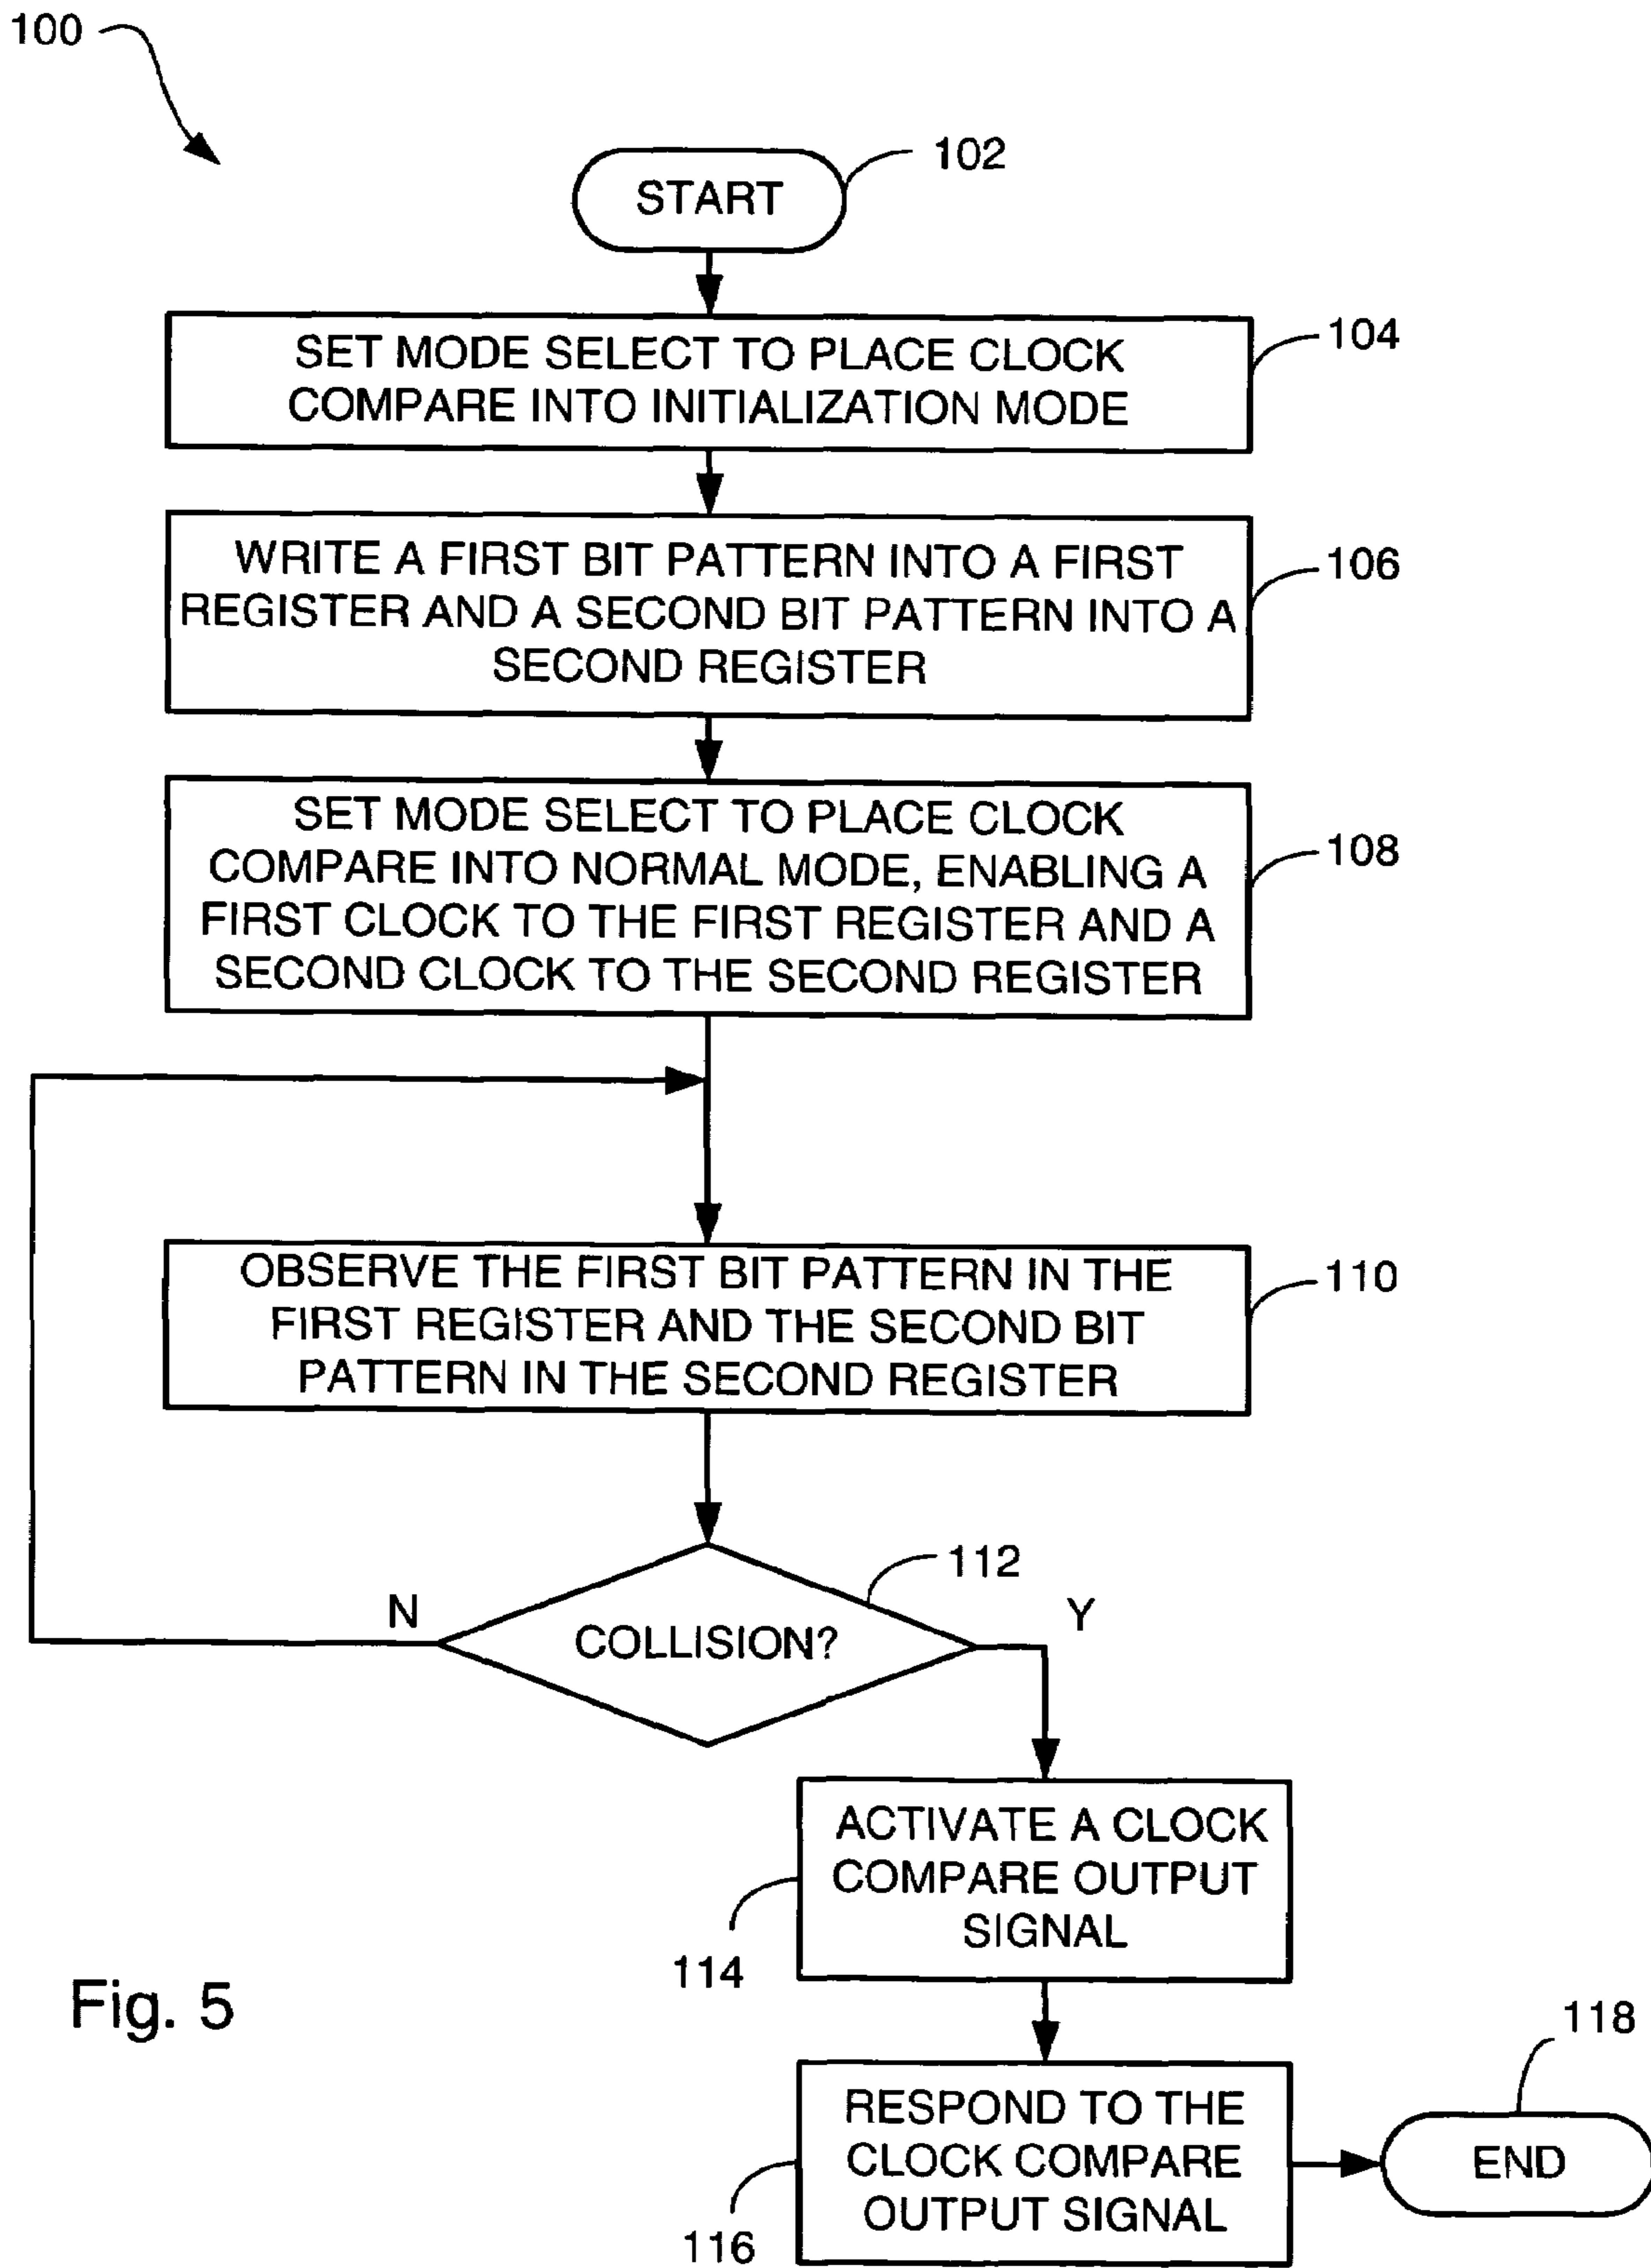 100
102
START
104
SET MODE SELECT TO PLACE CLOCK
COMPARE INTO INITIALIZATION MODE
106
WRITE A FIRST BIT PATTERN INTO A FIRST
REGISTER AND A SECOND BIT PATTERN INTO A
SECOND REGISTER
108
SET MODE SELECT TO PLACE CLOCK
COMPARE INTO NORMAL MODE, ENABLING A
FIRST CLOCK TO THE FIRST REGISTER AND A
SECOND CLOCK TO THE SECOND REGISTER
110
OBSERVE THE FIRST BIT PATTERN IN THE
FIRST REGISTER AND THE SECOND BIT
PATTERN IN THE SECOND REGISTER
112
N
COLLISION?
Y
ACTIVATE A CLOCK
COMPARE OUTPUT
SIGNAL
114
Fig. 5
118
RESPOND TO THE
CLOCK COMPARE
OUTPUT SIGNAL
END
116